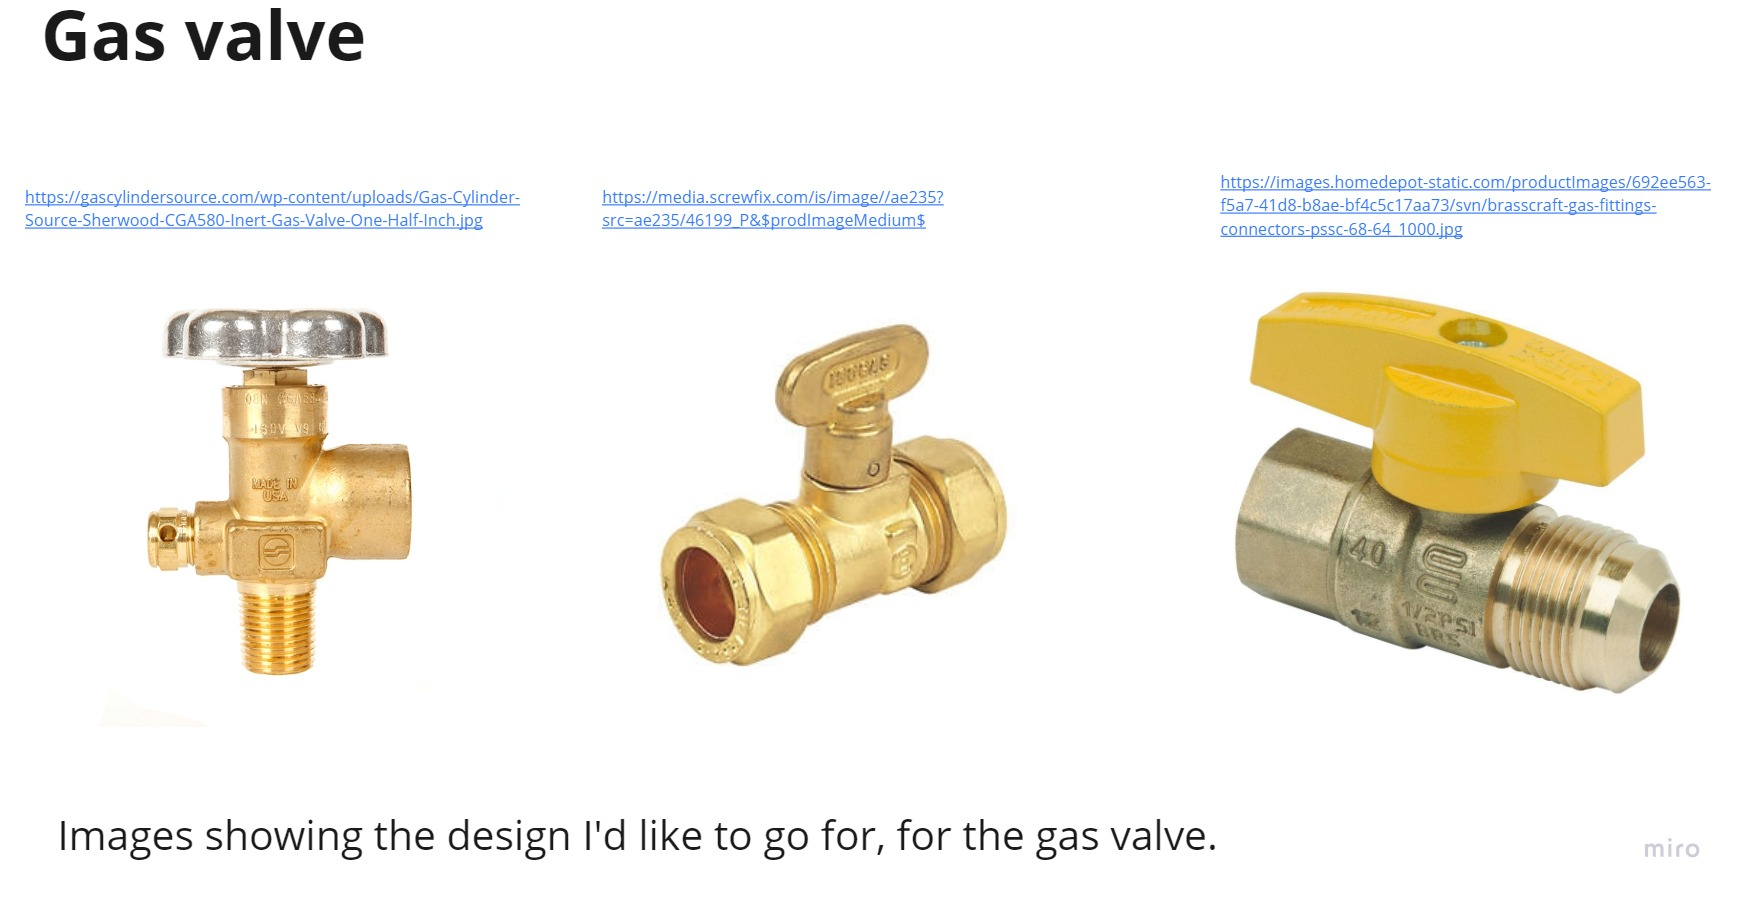 Gas valve
https://gascylindersource.com/wp-content/uploads/Gas-Cylinder-
Source-Sherwood-CGA580-Inert-Gas-Valve-One-Half-Inch.jpg
https://media.screwfix.com/is/image//ae235?
src=ae235/46199_P&$prodImageMedium$
https://images.homedepot-static.com/productImages/692ee563-
f5a7-41d8-b8ae-bf4c5c17aa73/svn/brasscraft-gas-fittings-
connectors-pssc-68-64_1000.jpg
MADE IN
USA
40
1/2PSI
Images showing the design I'd like to go for, for the gas valve.
miro